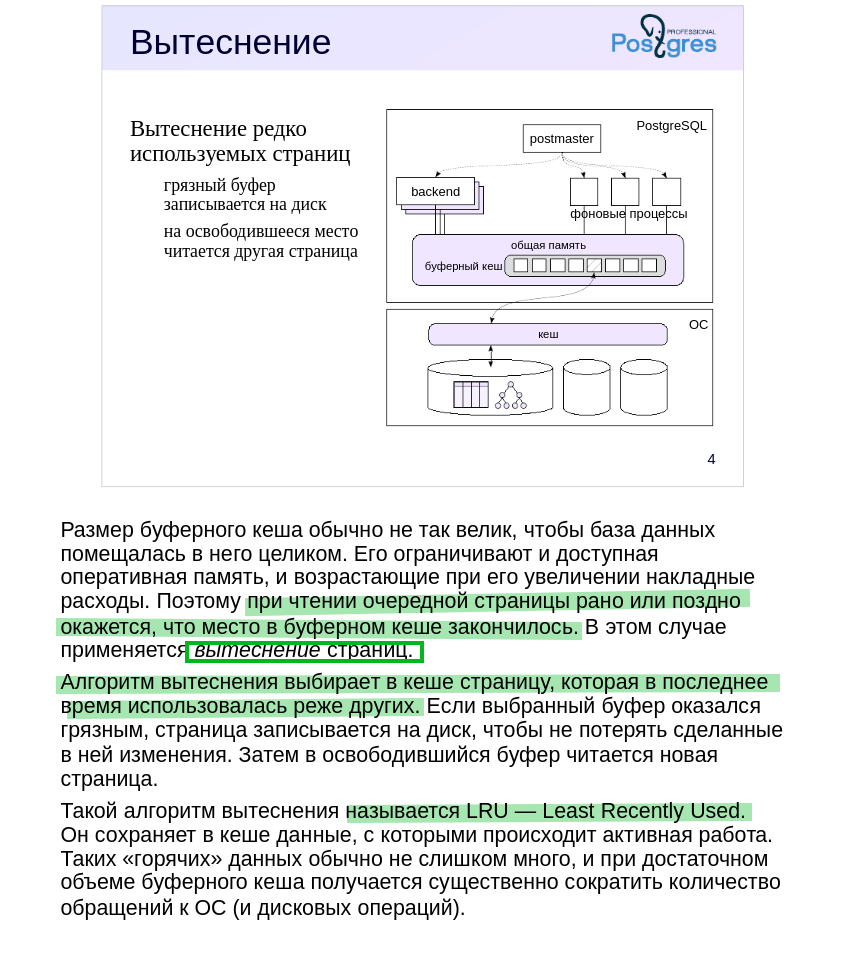 Вытеснение
PROFESSIONAL
Postgres
Вытеснение редко
используемых страниц
грязный буфер
записывается на диск
на освободившееся место
читается другая страница
PostgreSQL
postmaster
backend
фоновые процессы
общая память
буферный кеш
ОС
кеш
4
Размер буферного кеша обычно не так велик, чтобы база данных
помещалась в него целиком. Его ограничивают и доступная
оперативная память, и возрастающие при его увеличении накладные
расходы. Поэтому при чтении очередной страницы рано или поздно
окажется, что место в буферном кеше закончилось. В этом случае
применяется вытеснение страниц.
Алгоритм вытеснения выбирает в кеше страницу, которая в последнее
время использовалась реже других. Если выбранный буфер оказался
грязным, страница записывается на диск, чтобы не потерять сделанные
в ней изменения. Затем в освободившийся буфер читается новая
страница.
Такой алгоритм вытеснения называется LRU — Least Recently Used.
Он сохраняет в кеше данные, с которыми происходит активная работа.
Таких «горячих» данных обычно не слишком много, и при достаточном
объеме буферного кеша получается существенно сократить количество
обращений к ОС (и дисковых операций).